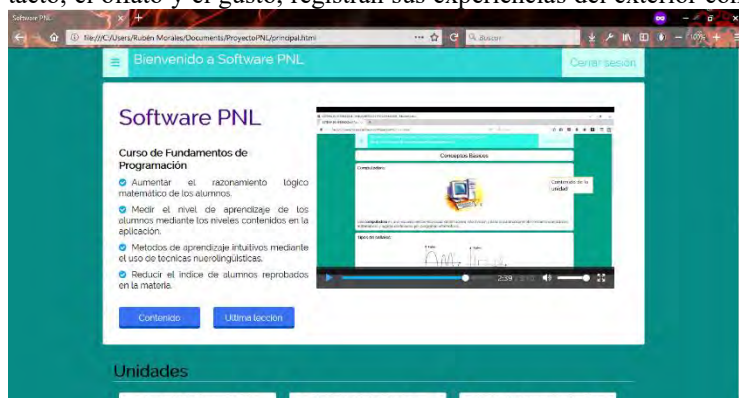 tacto, el olfato y el gusto, registran sus experiencias del exterior con
Software PNL
file:///C:/Users/Rubén Morales/Documents/ProyectoPNL/principal.html
Buscar
Bienvenido a Software PNL
Cerrar sesión
Software PNL
Curso de Fundamentos de
Programación
Aumentar el razonamiento lógico
matemático de los alumnos.
Medir el nivel de aprendizaje de los
alumnos mediante los niveles contenidos en la
aplicación.
Metodos de aprendizaje intuitivos mediante
el uso de tecnicas nuerolingüísticas.
Reducir el indice de alumnos reprobados
en la materia.
Conceptos Básicos
Contenido de la
unidad
2:39
Contenido
Ultima lección
Unidades